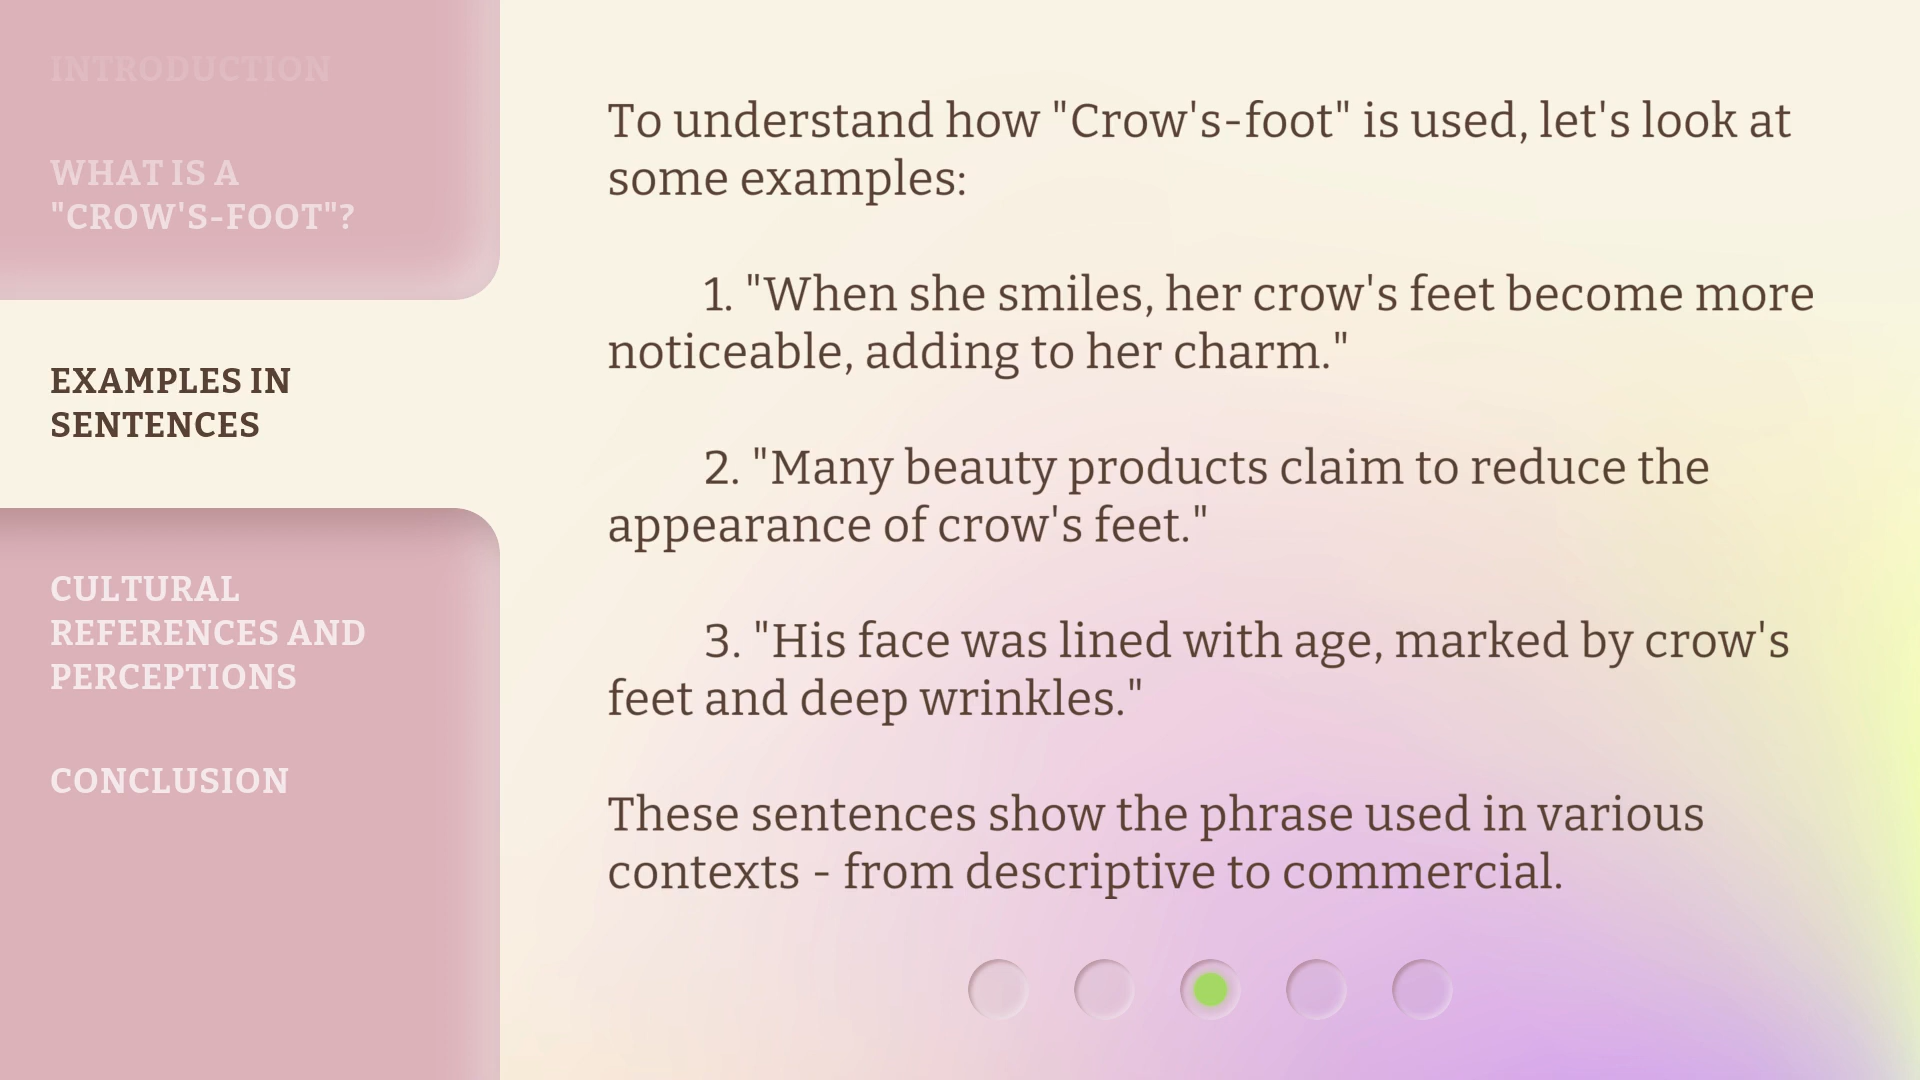 INTRODUCTION
WHAT IS A
"CROW'S-FOOT"?
EXAMPLES IN
SENTENCES
CULTURAL
REFERENCES AND
PERCEPTIONS
CONCLUSION
To understand how "Crow's-foot" is used, let's look at
some examples:
1. "When she smiles, her crow's feet become more
noticeable, adding to her charm."
2. "Many beauty products claim to reduce the
appearance of crow's feet."
3. "His face was lined with age, marked by crow's
feet and deep wrinkles."
These sentences show the phrase used in various
contexts - from descriptive to commercial.